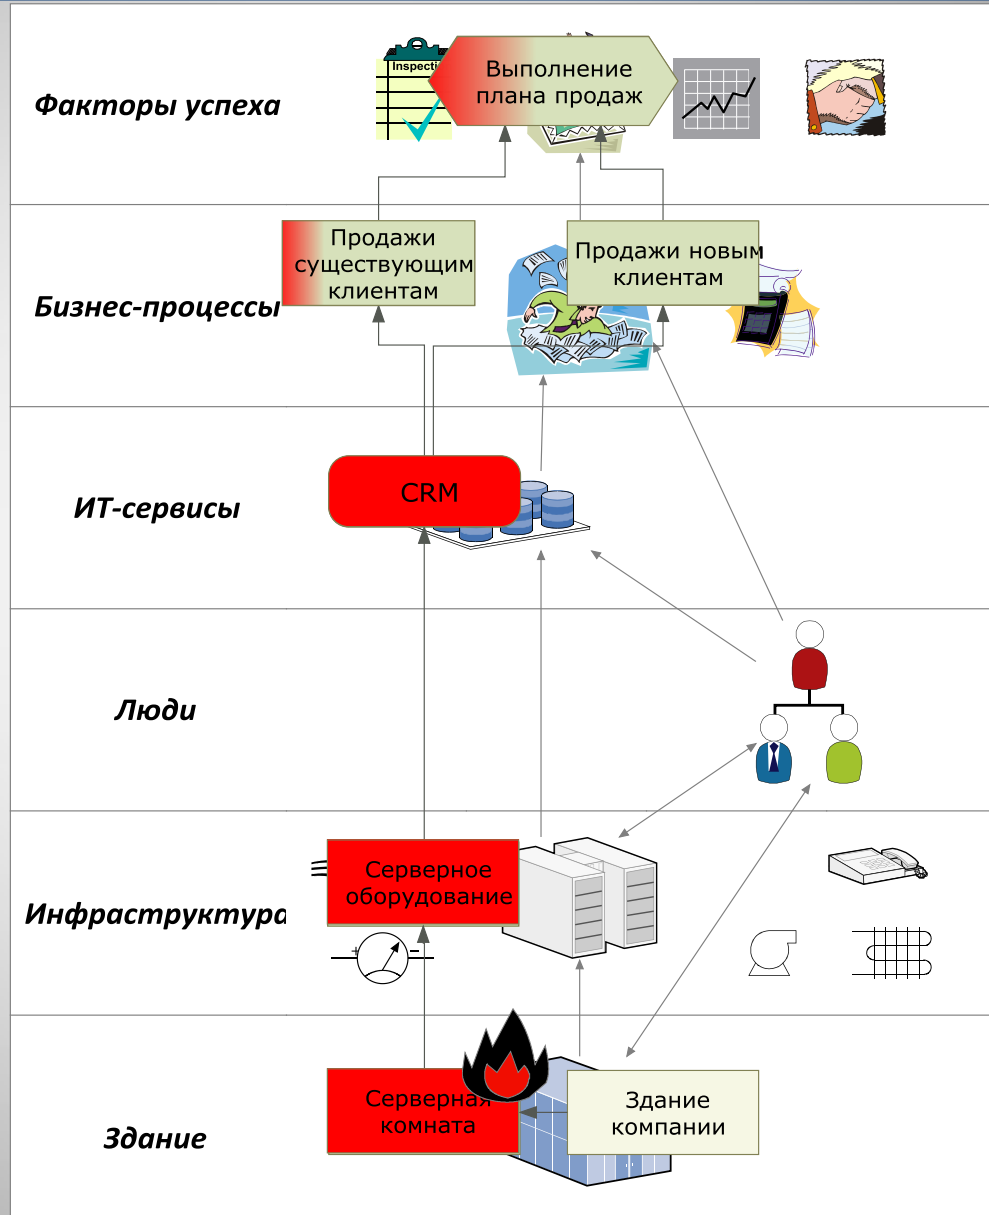 Inspecti
Выполнение
плана продаж
Факторы успеха
Продажи
существующим
клиентам
Продажи новым
клиентам
Бизнес-процессы
CRM
ИТ-сервисы
Люди
Серверное
оборудование
Инфраструктура
+ −
Серверная
комната
Здание
компании
Здание